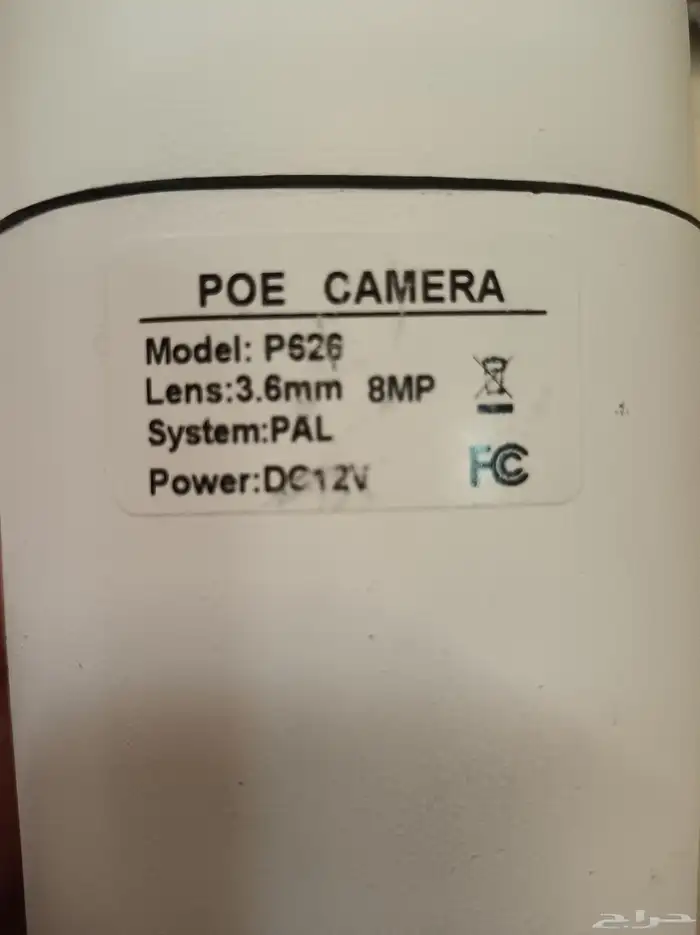 POE CAMERA
Model: P626
Lens:3.6mm 8MP
System:PAL
Power:DC12V
FC
حراج